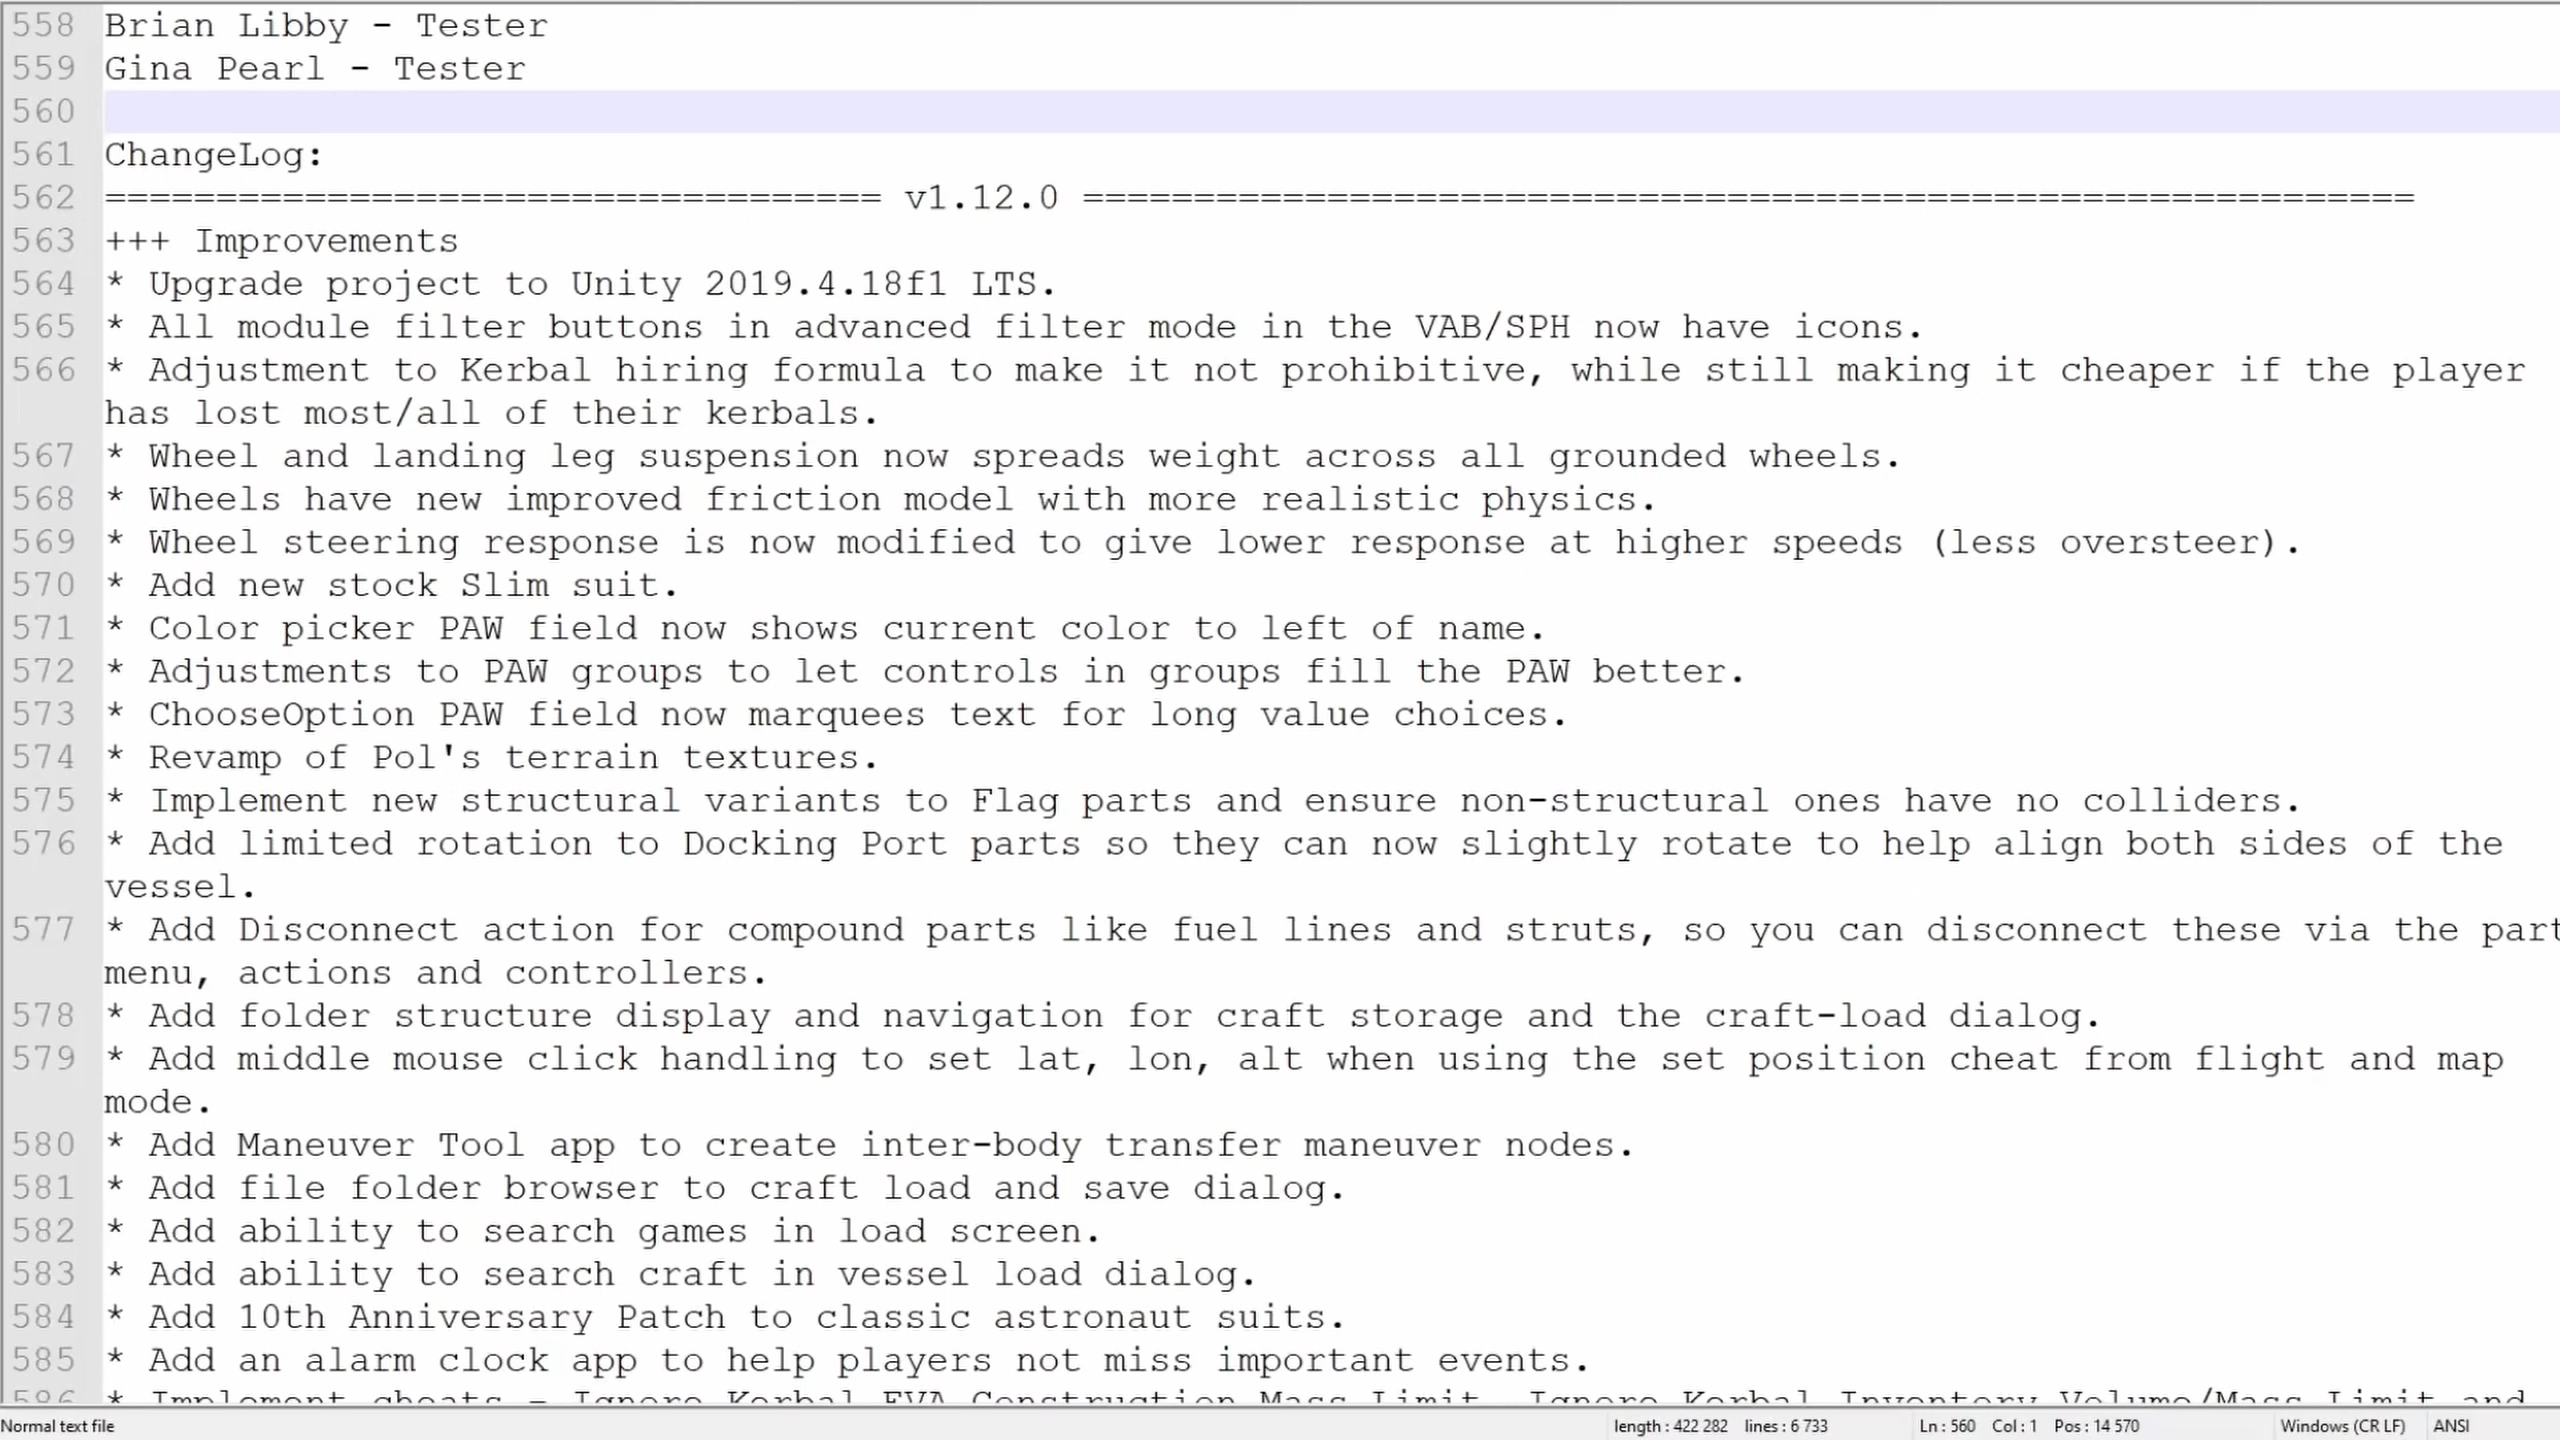 558 Brian Libby - Tester
559 Gina Pearl - Tester
560
561 ChangeLog:
562 =================================== v1.12.0 ============================================================
563 +++ Improvements
564 * Upgrade project to Unity 2019.4.18f1 LTS.
565 * All module filter buttons in advanced filter mode in the VAB/SPH now have icons.
566 * Adjustment to Kerbal hiring formula to make it not prohibitive, while still making it cheaper if the player
has lost most/all of their kerbals.
567 * Wheel and landing leg suspension now spreads weight across all grounded wheels.
568 * Wheels have new improved friction model with more realistic physics.
569 * Wheel steering response is now modified to give lower response at higher speeds (less oversteer).
570 * Add new stock Slim suit.
571 * Color picker PAW field now shows current color to left of name.
572 * Adjustments to PAW groups to let controls in groups fill the PAW better.
573 * ChooseOption PAW field now marquees text for long value choices.
574 * Revamp of Pol's terrain textures.
575 * Implement new structural variants to Flag parts and ensure non-structural ones have no colliders.
576 * Add limited rotation to Docking Port parts so they can now slightly rotate to help align both sides of the
vessel.
577 * Add Disconnect action for compound parts like fuel lines and struts, so you can disconnect these via the part
menu, actions and controllers.
578 * Add folder structure display and navigation for craft storage and the craft-load dialog.
579 * Add middle mouse click handling to set lat, lon, alt when using the set position cheat from flight and map
mode.
580 * Add Maneuver Tool app to create inter-body transfer maneuver nodes.
581 * Add file folder browser to craft load and save dialog.
582 * Add ability to search games in load screen.
583 * Add ability to search craft in vessel load dialog.
584 * Add 10th Anniversary Patch to classic astronaut suits.
585 * Add an alarm clock app to help players not miss important events.
586 * Implement cheats - Ignore Kerbal EVA Construction Mass Limit, Ignore Kerbal Inventory Volume/Mass Limit and
Normal text file length : 422 282 lines : 6 733 Ln : 560 Col : 1 Pos : 14 570 Windows (CR LF) ANSI